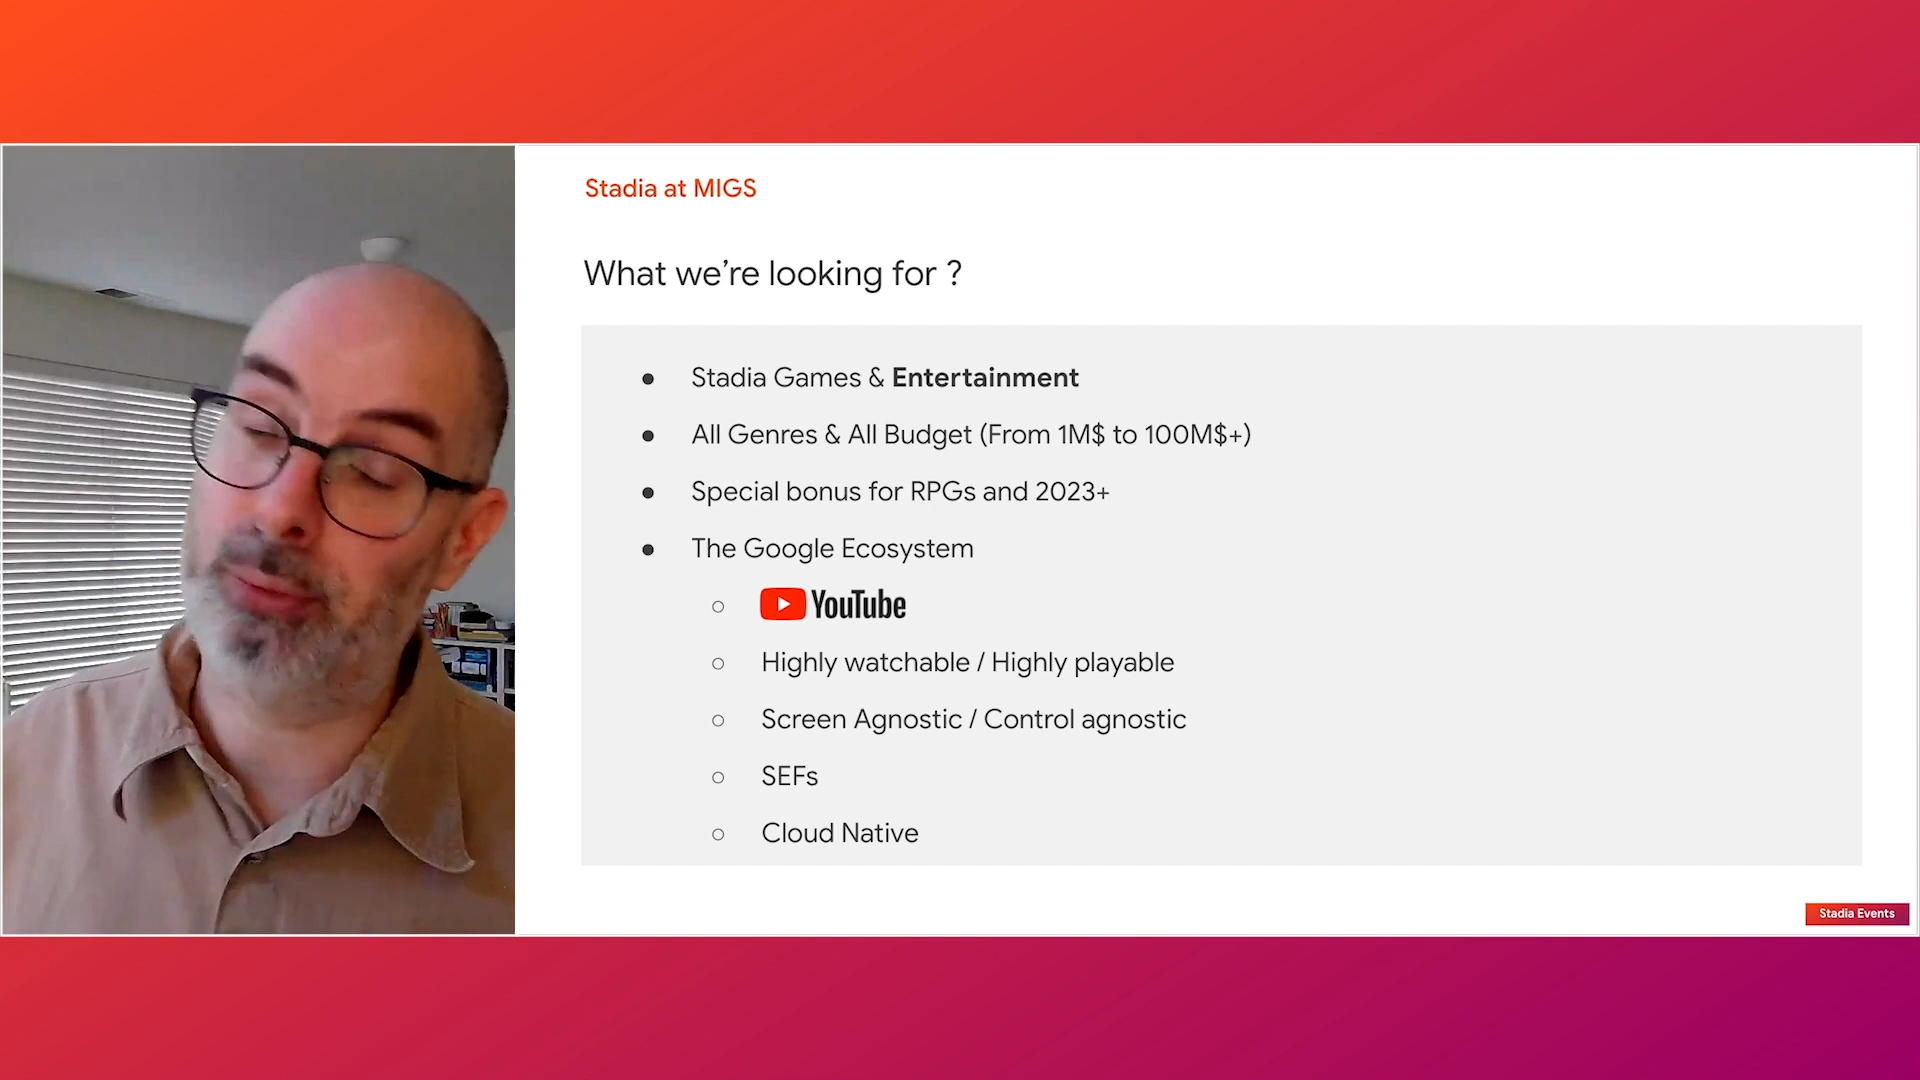 Stadia at MIGS
What we're looking for ?
● Stadia Games & Entertainment
● All Genres & All Budget (From 1M$ to 100M$+)
● Special bonus for RPGs and 2023+
● The Google Ecosystem
○ YouTube
○ Highly watchable / Highly playable
○ Screen Agnostic / Control agnostic
○ SEFs
○ Cloud Native
Stadia Events